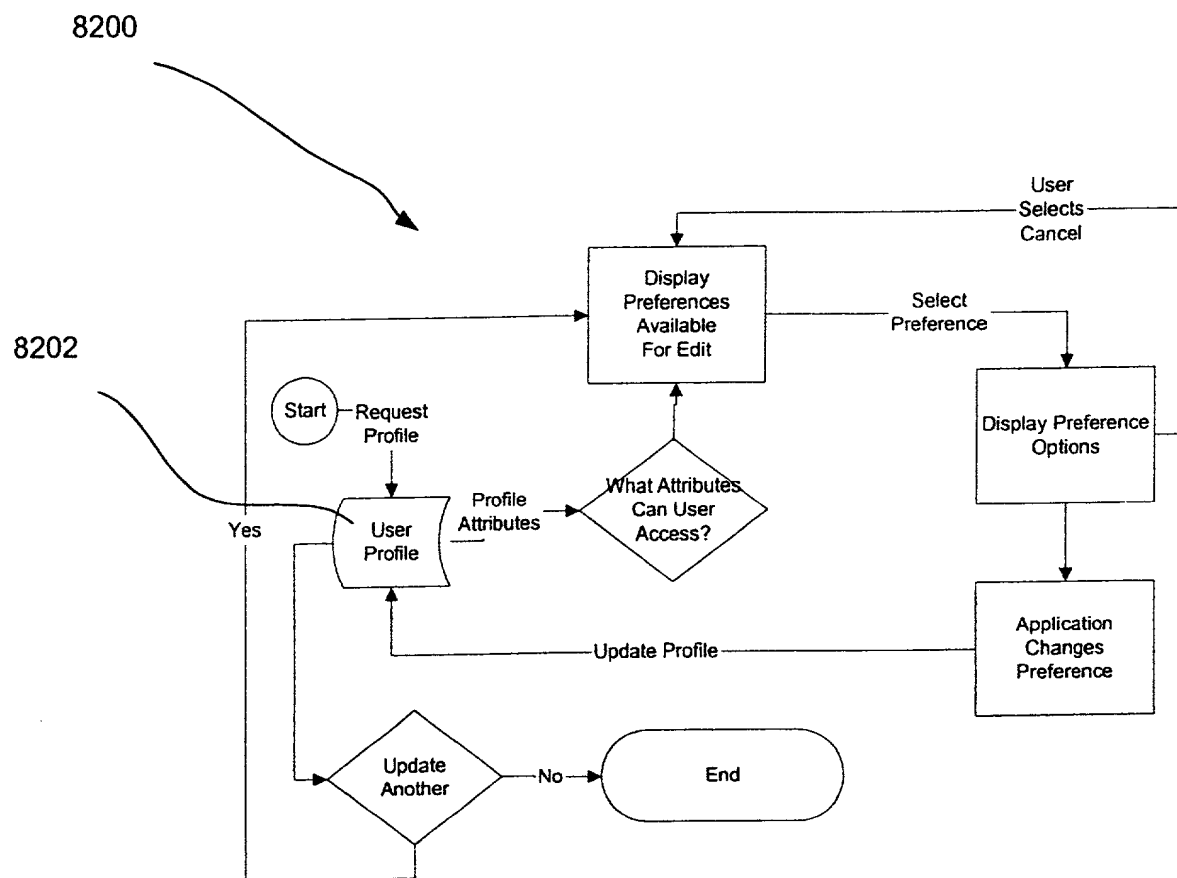 8200
User
Selects
Cancel
Display
Preferences
Available
For Edit
Select
Preference
8202
Start
Request
Profile
Display Preference
Options
What Attributes
Can User
Access?
Profile
Attributes
User
Profile
Yes
Application
Changes
Preference
Update Profile
Update
Another
No
End